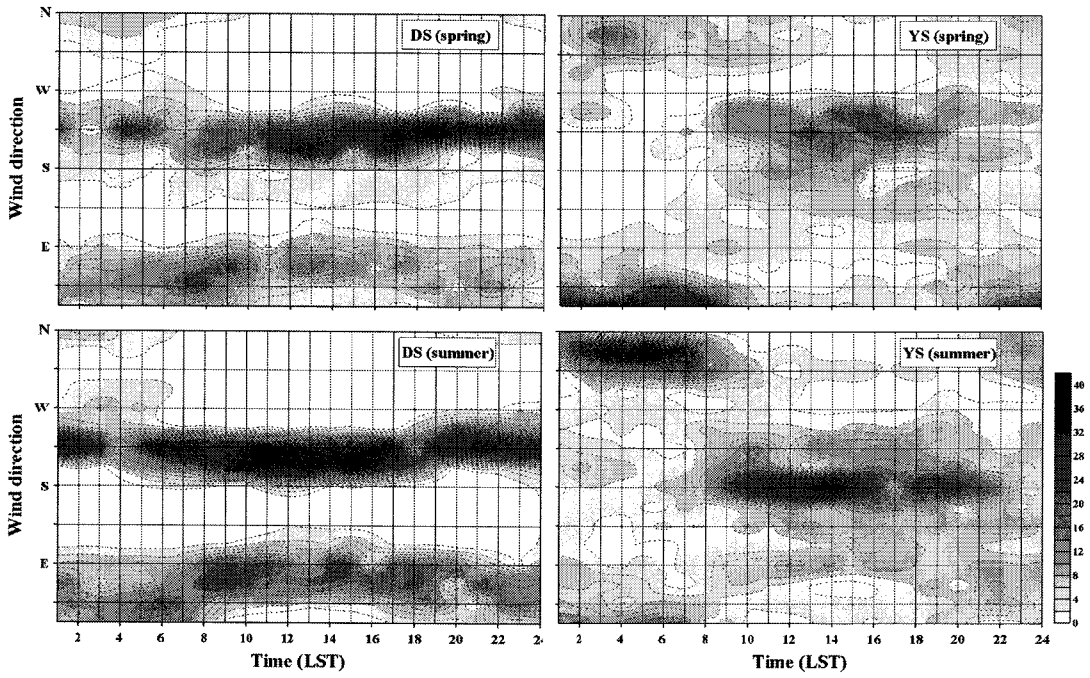 N
DS (spring)
YS (spring)
W
S
E
Wind direction
N
DS (summer)
YS (summer)
W
S
E
Wind direction
40
36
32
28
24
20
16
12
8
4
0
2 4 6 8 10 12 14 16 18 20 22 24
2 4 6 8 10 12 14 16 18 20 22 24
Time (LST)
Time (LST)